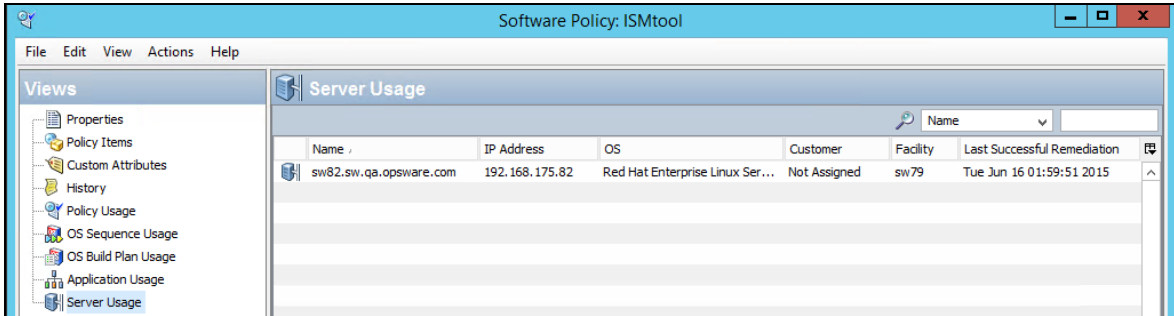 Software Policy: ISMtool
File Edit View Actions Help
Views
Properties
Policy Items
Custom Attributes
History
Policy Usage
OS Sequence Usage
OS Build Plan Usage
Application Usage
Server Usage
Server Usage
Name
Name IP Address OS Customer Facility Last Successful Remediation
sw82.sw.qa.opsware.com 192.168.175.82 Red Hat Enterprise Linux Ser... Not Assigned sw79 Tue Jun 16 01:59:51 2015